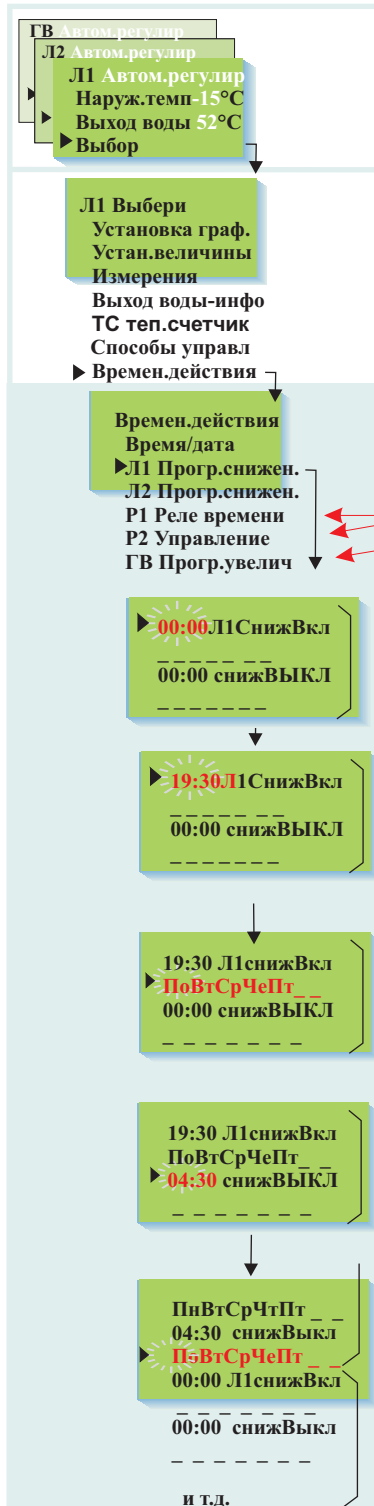 ГВ Автом.регулир
Л2 Автом.регулир
Л1 Автом.регулир
Наруж.темп-15°C
Выход воды 52°C
Выбор
Л1 Выбери
Установка граф.
Устан.величины
Измерения
Выход воды-инфо
ТС теп.счетчик
Способы управл
Времен.действия
Времен.действия
Время/дата
Л1 Прогр.снижен.
Л2 Прогр.снижен.
Р1 Реле времени
Р2 Управление
ГВ Прогр.увелич
00:00Л1СнижВкл
_ _ _ _ _ _ _
00:00 снижВЫКЛ
_ _ _ _ _ _ _
19:30Л1СнижВкл
_ _ _ _ _ _ _
00:00 снижВЫКЛ
_ _ _ _ _ _ _
19:30 Л1снижВкл
ПоВтСрЧеПт_ _
00:00 снижВЫКЛ
_ _ _ _ _ _ _
19:30 Л1снижВкл
ПоВтСрЧеПт_ _
04:30 снижВЫКЛ
_ _ _ _ _ _ _
ПнВтСрЧтПт _ _
04:30 снижВыкл
ПоВтСрЧеПт _ _
00:00 Л1снижВкл
_ _ _ _ _ _ _
00:00 снижВыкл
_ _ _ _ _ _ _
и т.д.